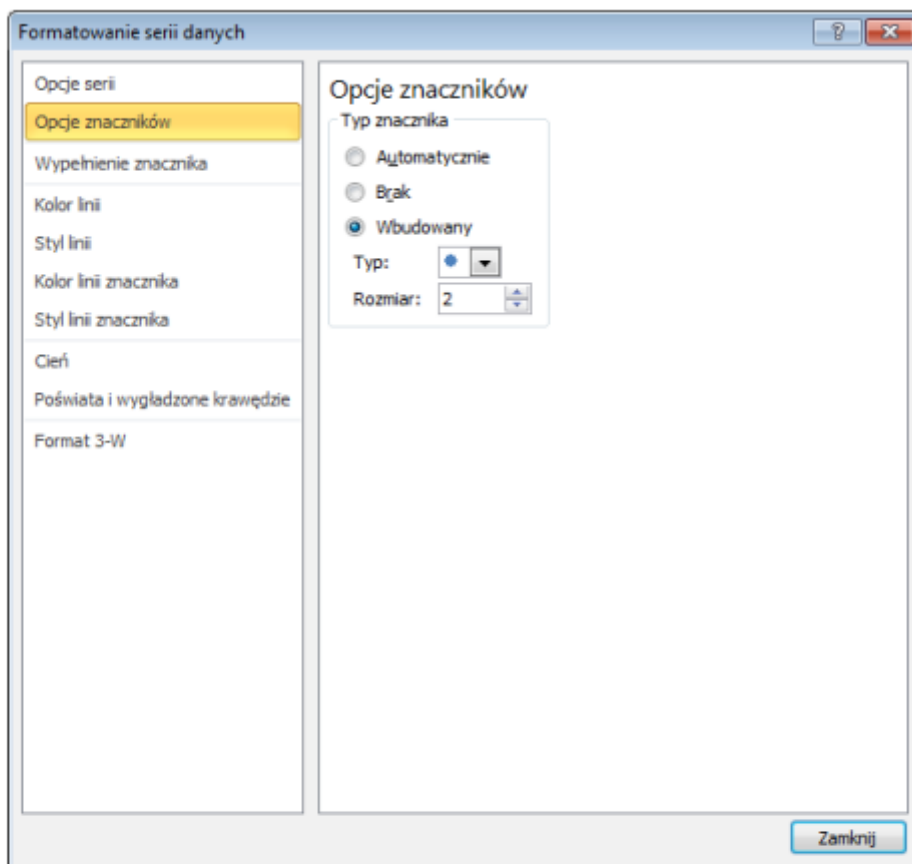 Formatowanie serii danych
Opcje serii
Opcje znaczników
Wypełnienie znacznika
Kolor linii
Styl linii
Kolor linii znacznika
Styl linii znacznika
Cień
Poświata i wygładzone krawędzie
Format 3-W
Opcje znaczników
Typ znacznika
Automatycznie
Brak
Wbudowany
Typ:
Rozmiar: 2
Zamknij